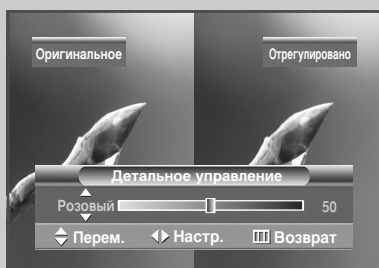 Оригинальное
Отрегулировано
Детальное управление
Розовый 50
Перем. Настр. Возврат